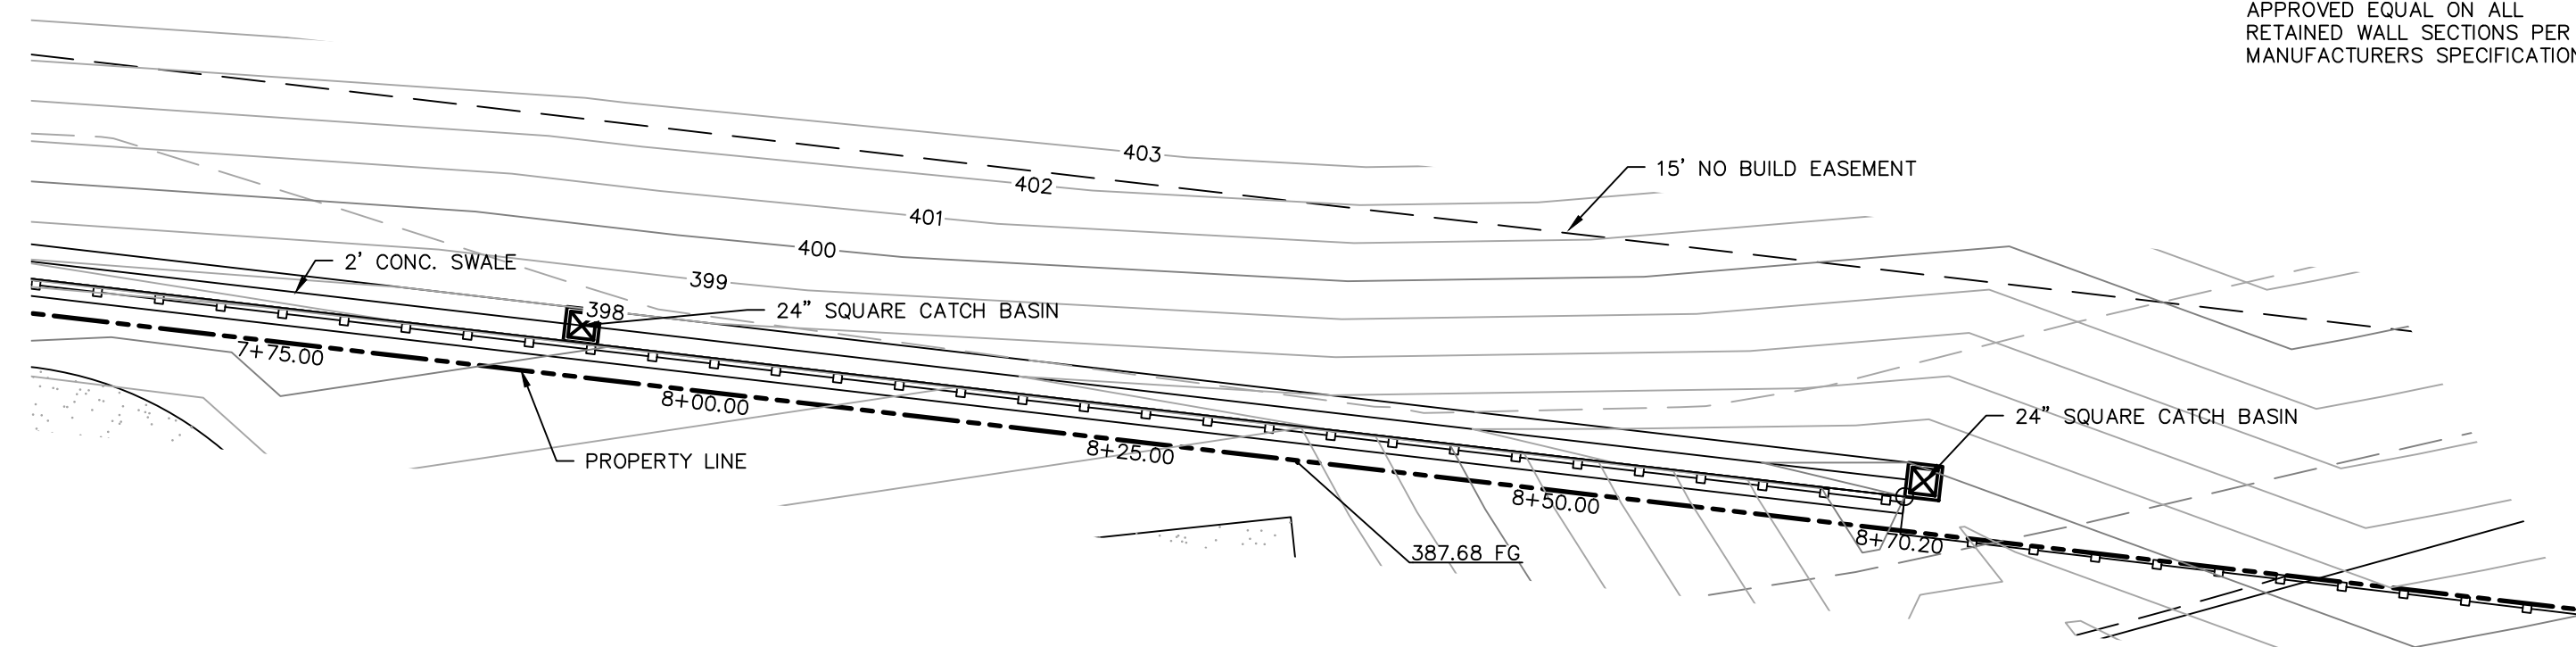 APPROVED EQUAL ON ALL
RETAINED WALL SECTIONS PER
MANUFACTURERS SPECIFICATION
403
15' NO BUILD EASEMENT
402
401
400
2' CONC. SWALE
399
398
24" SQUARE CATCH BASIN
7+75.00
8+00.00
24" SQUARE CATCH BASIN
8+25.00
PROPERTY LINE
8+50.00
8+70.20
387.68 FG